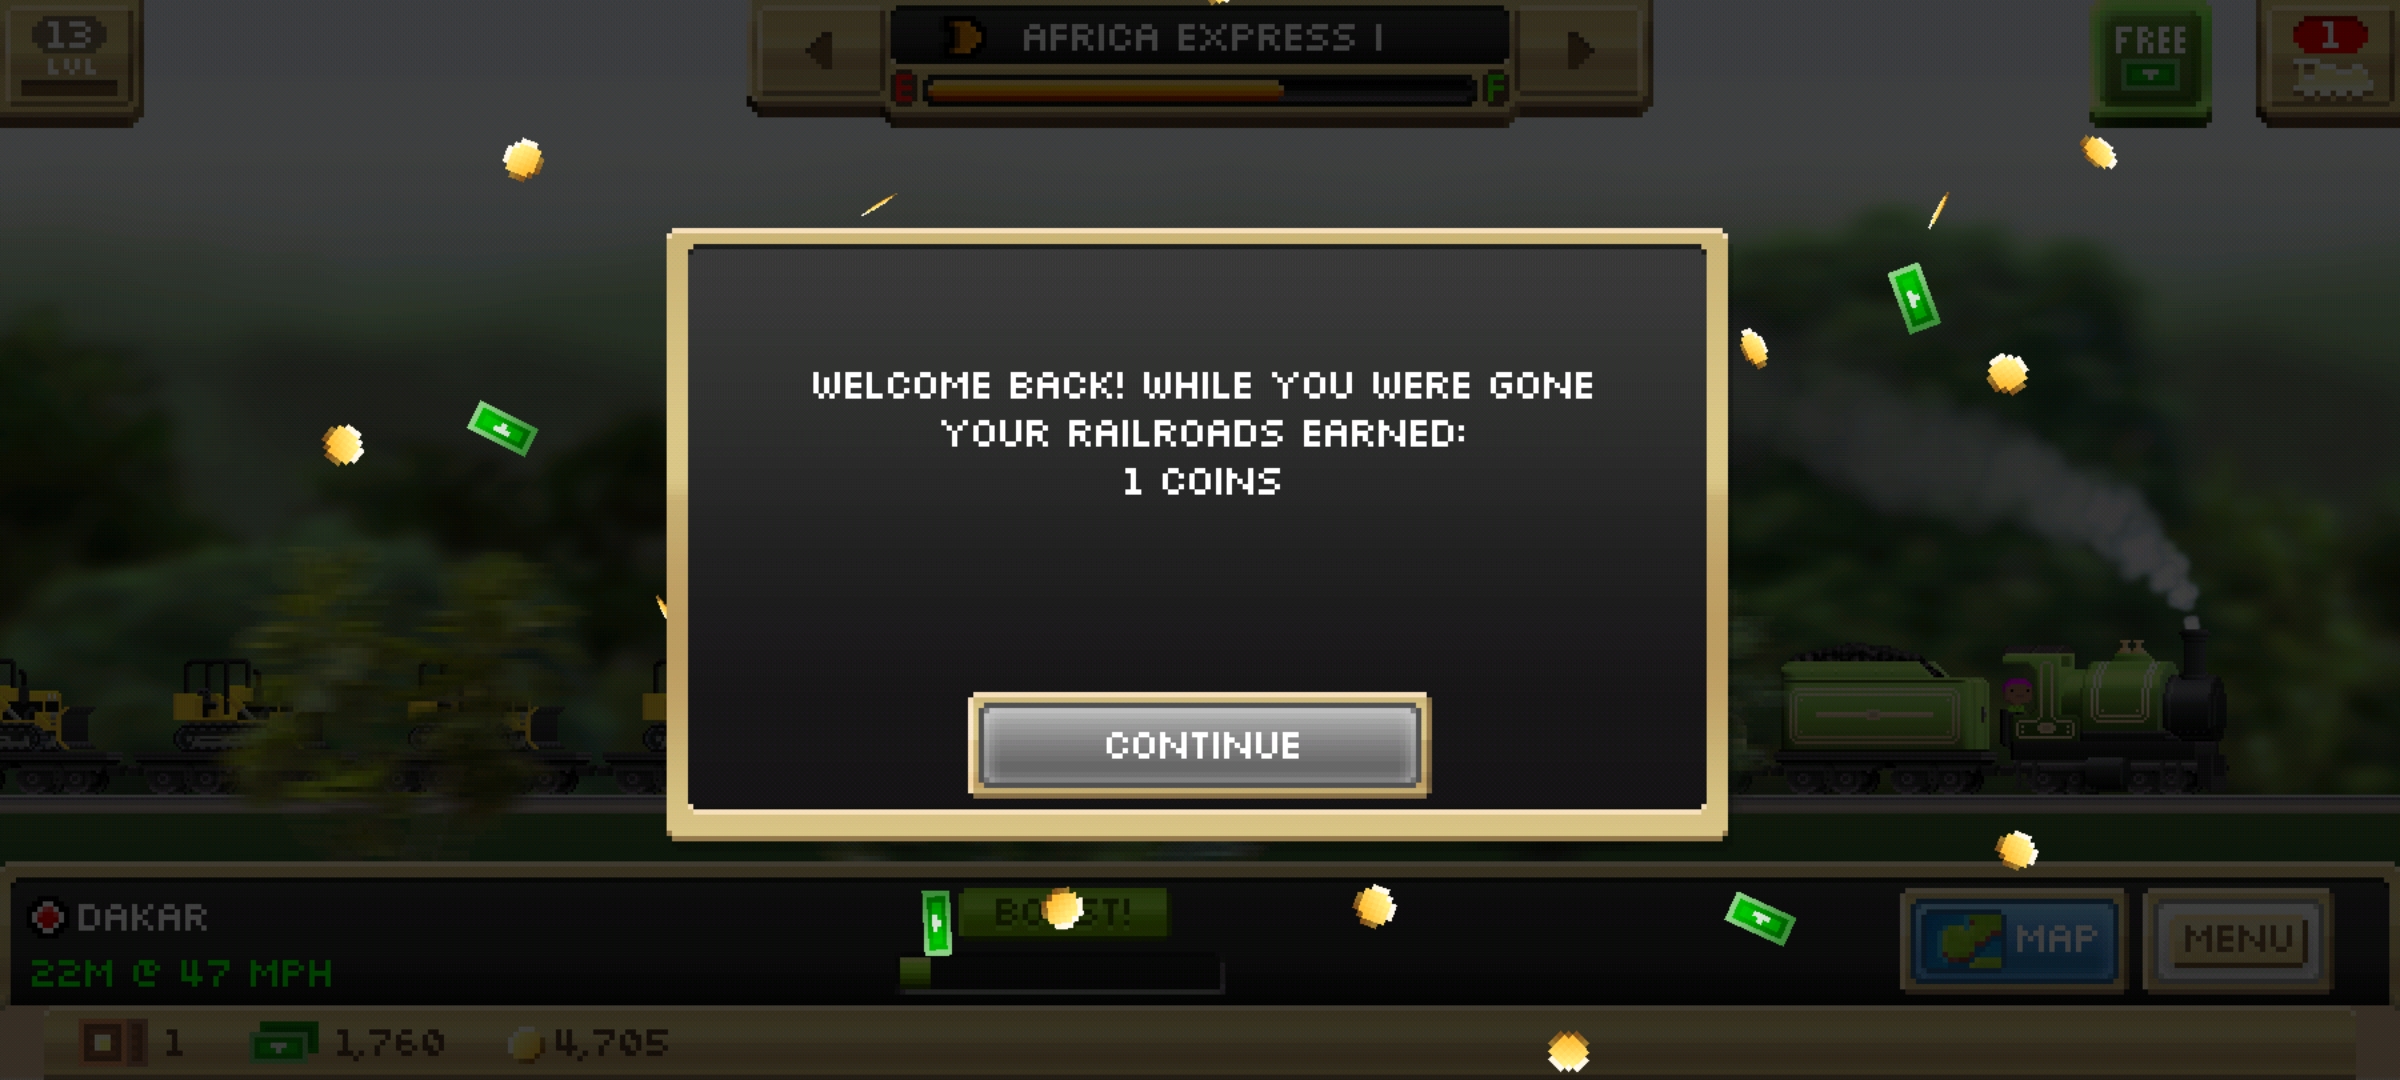 13
LVL
AFRICA EXPRESS I
E
F
FREE
1
WELCOME BACK! WHILE YOU WERE GONE
YOUR RAILROADS EARNED:
1 COINS
CONTINUE
DAKAR
22M @ 47 MPH
MAP
MENU
1
1,760
4,705